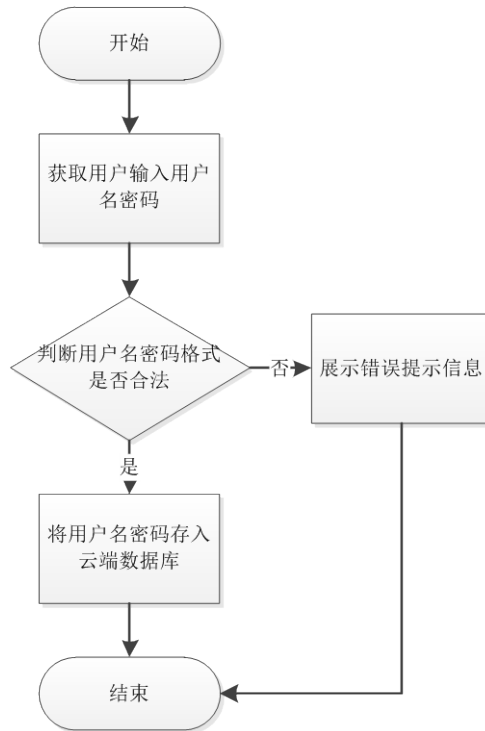 开始
获取用户输入用户
名密码
判断用户名密码格式
是否合法
否
展示错误提示信息
是
将用户名密码存入
云端数据库
结束